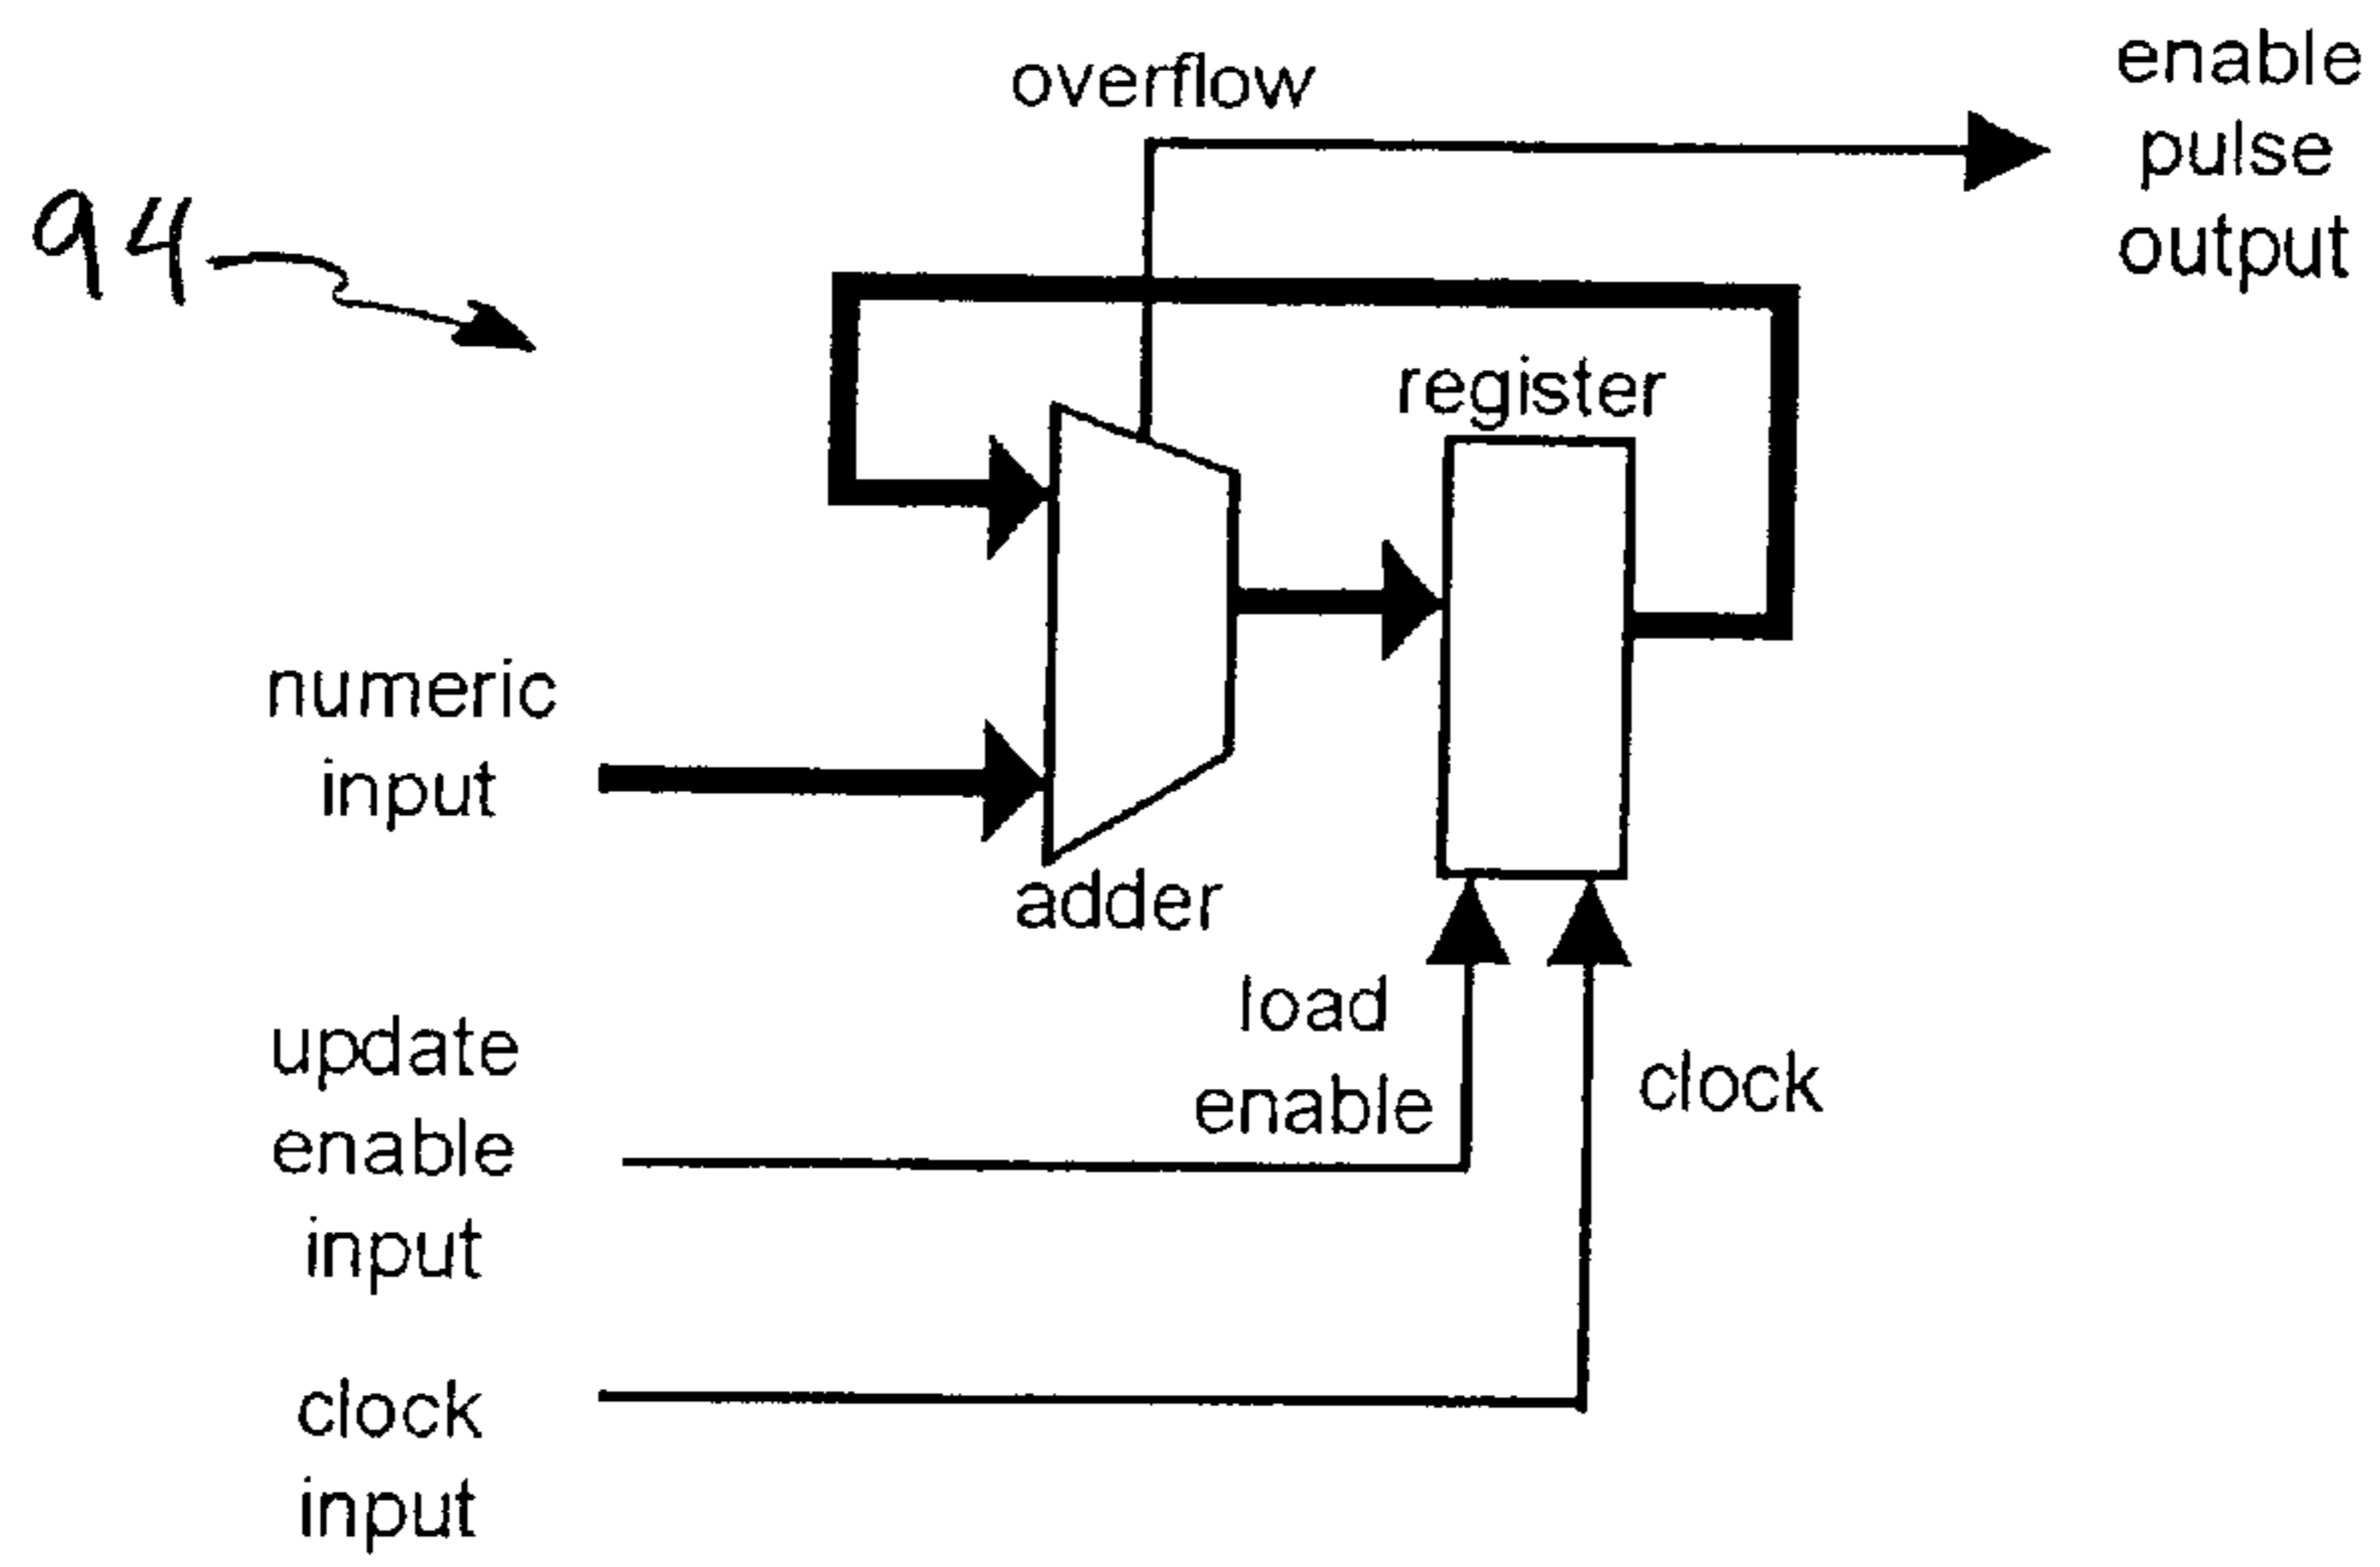 overflow
enable
pulse
output
94
register
numeric
input
adder
load
enable
clock
update
enable
input
clock
input